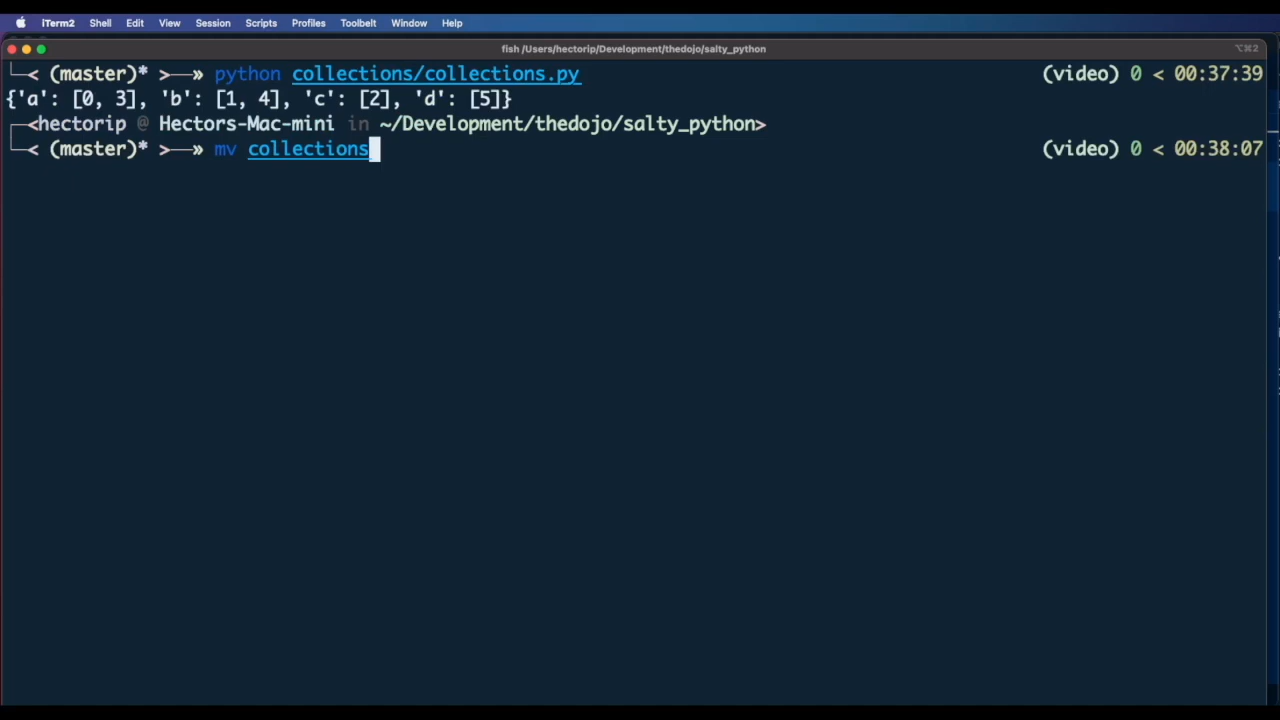 iTerm2 Shell Edit View Session Scripts Profiles Toolbelt Window Help
fish /Users/hectorip/Development/thedojo/salty_python ⌥⌘2
└─< (master)* >──» python collections/collections.py (video) 0 < 00:37:39
{'a': [0, 3], 'b': [1, 4], 'c': [2], 'd': [5]}
┌─<hectorip @ Hectors-Mac-mini in ~/Development/thedojo/salty_python>
└─< (master)* >──» mv collections (video) 0 < 00:38:07